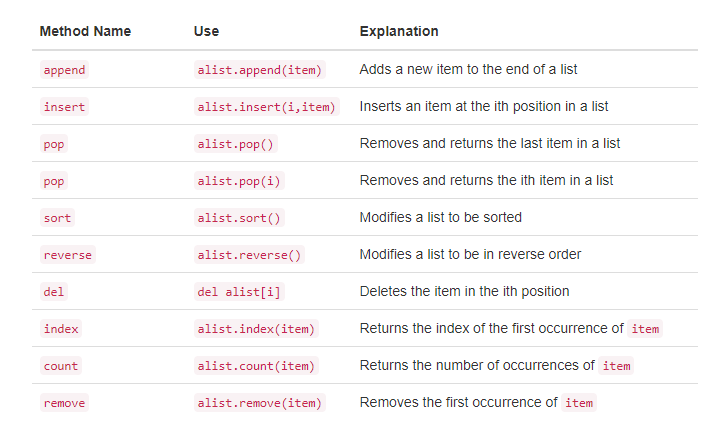 Method Name Use Explanation
append alist.append(item) Adds a new item to the end of a list
insert alist.insert(i,item) Inserts an item at the ith position in a list
pop alist.pop() Removes and returns the last item in a list
pop alist.pop(i) Removes and returns the ith item in a list
sort alist.sort() Modifies a list to be sorted
reverse alist.reverse() Modifies a list to be in reverse order
del del alist[i] Deletes the item in the ith position
index alist.index(item) Returns the index of the first occurrence of item
count alist.count(item) Returns the number of occurrences of item
remove alist.remove(item) Removes the first occurrence of item